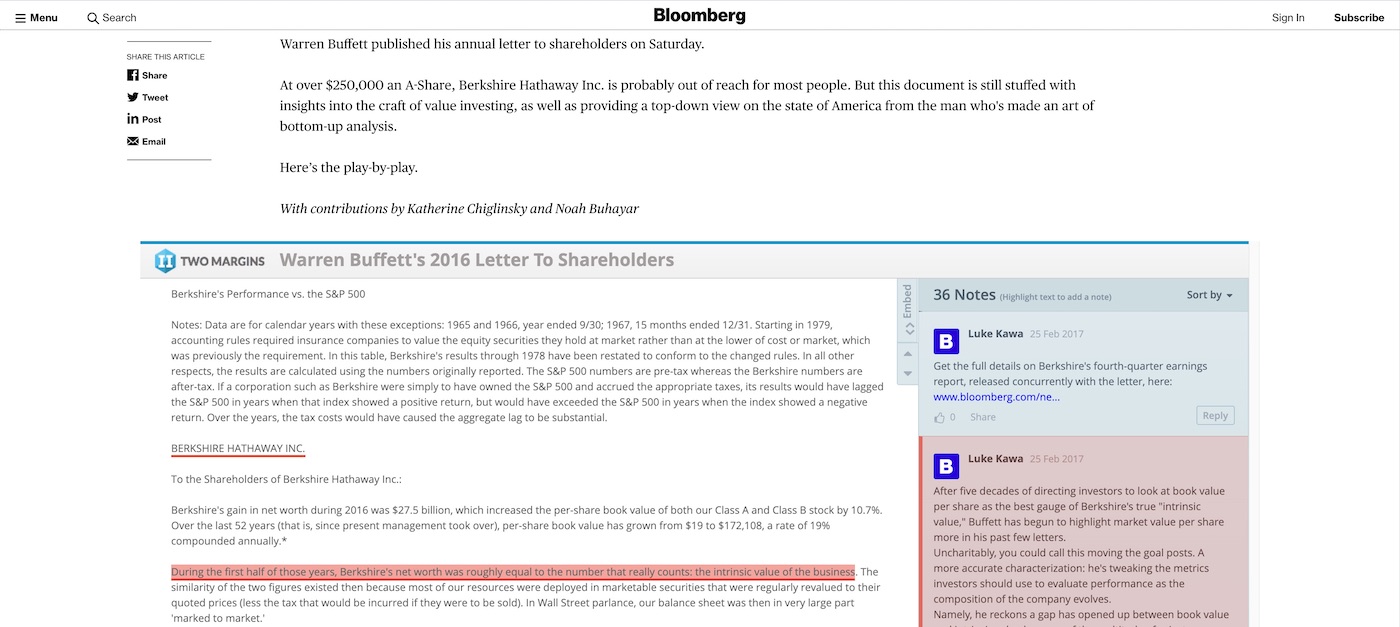 Menu
Search
Bloomberg
Sign In
Subscribe
SHARE THIS ARTICLE
Share
Tweet
Post
Email
Warren Buffett published his annual letter to shareholders on Saturday.
At over $250,000 an A-Share, Berkshire Hathaway Inc. is probably out of reach for most people. But this document is still stuffed with
insights into the craft of value investing, as well as providing a top-down view on the state of America from the man who's made an art of
bottom-up analysis.
Here's the play-by-play.
With contributions by Katherine Chiglinsky and Noah Buhayar
TWO MARGINS
Warren Buffett's 2016 Letter To Shareholders
Berkshire's Performance vs. the S&P 500
Notes: Data are for calendar years with these exceptions: 1965 and 1966, year ended 9/30; 1967, 15 months ended 12/31. Starting in 1979,
accounting rules required insurance companies to value the equity securities they hold at market rather than at the lower of cost or market, which
was previously the requirement. In this table, Berkshire's results through 1978 have been restated to conform to the changed rules. In all other
respects, the results are calculated using the numbers originally reported. The S&P 500 numbers are pre-tax whereas the Berkshire numbers are
after-tax. If a corporation such as Berkshire were simply to have owned the S&P 500 and accrued the appropriate taxes, its results would have lagged
the S&P 500 in years when that index showed a positive return, but would have exceeded the S&P 500 in years when the index showed a negative
return. Over the years, the tax costs would have caused the aggregate lag to be substantial.
BERKSHIRE HATHAWAY INC.
To the Shareholders of Berkshire Hathaway Inc.:
Berkshire's gain in net worth during 2016 was $27.5 billion, which increased the per-share book value of both our Class A and Class B stock by 10.7%.
Over the last 52 years (that is, since present management took over), per-share book value has grown from $19 to $172,108, a rate of 19%
compounded annually.*
During the first half of those years, Berkshire's net worth was roughly equal to the number that really counts: the intrinsic value of the business. The
similarity of the two figures existed then because most of our resources were deployed in marketable securities that were regularly revalued to their
quoted prices (less the tax that would be incurred if they were to be sold). In Wall Street parlance, our balance sheet was then in very large part
'marked to market.'
Embed
36 Notes (Highlight text to add a note)
Sort by
B
Luke Kawa 25 Feb 2017
Get the full details on Berkshire's fourth-quarter earnings
report, released concurrently with the letter, here:
www.bloomberg.com/ne...
0 Share
Reply
B
Luke Kawa 25 Feb 2017
After five decades of directing investors to look at book value
per share as the best gauge of Berkshire's true "intrinsic
value," Buffett has begun to highlight market value per share
more in his past few letters.
Uncharitably, you could call this moving the goal posts. A
more accurate characterization: he's tweaking the metrics
investors should use to evaluate performance as the
composition of the company evolves.
Namely, he reckons a gap has opened up between book value